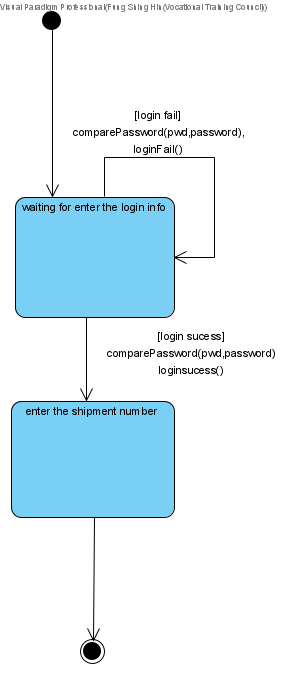 Visual Paradigm Professional(Fung Shing Hin(Vocational Training Council))
[login fail]
comparePassword(pwd,password),
loginFail()
waiting for enter the login info
[login sucess]
comparePassword(pwd,password)
loginsucess()
enter the shipment number